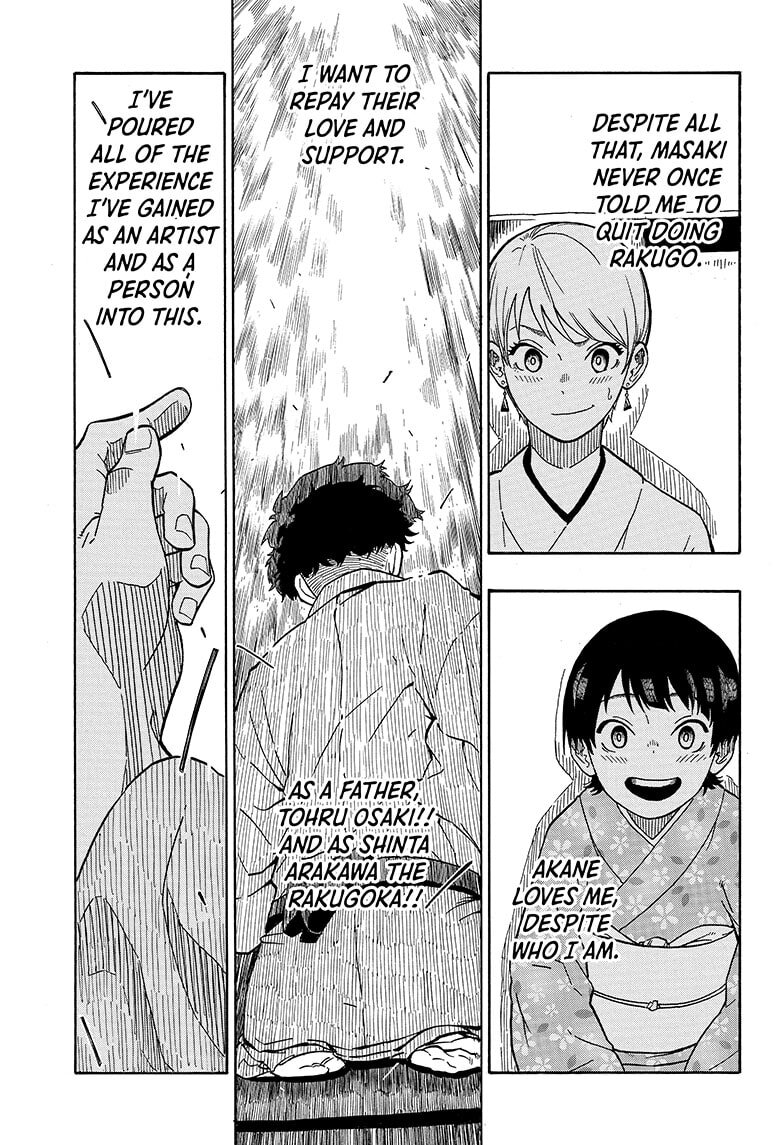 DESPITE ALL
THAT, MASAKI
NEVER ONCE
TOLD ME TO
QUIT DOING
RAKUGO.
AKANE
LOVES ME,
DESPITE
WHO I AM.
I WANT TO
REPAY THEIR
LOVE AND
SUPPORT.
AS A FATHER,
TOHRU OSAKI!!
AND AS SHINTA
ARAKAWA THE
RAKUGOKA!!
I'VE
POURED
ALL OF THE
EXPERIENCE
I'VE GAINED
AS AN ARTIST
AND AS A
PERSON
INTO THIS.